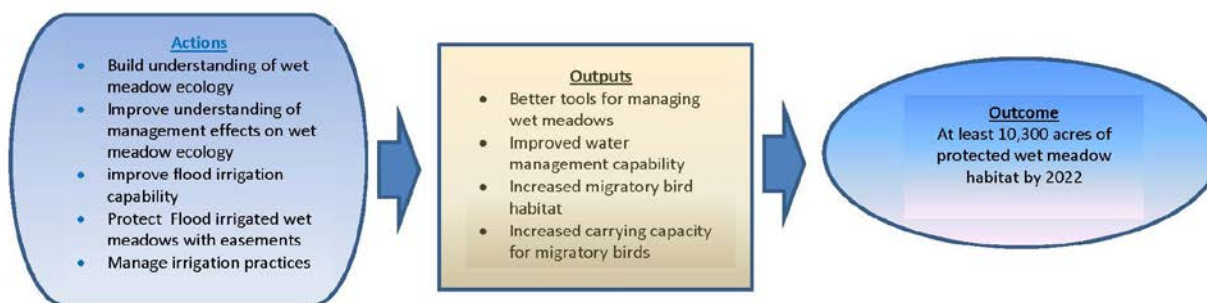 Actions
• Build understanding of wet
meadow ecology
• Improve understanding of
management effects on wet
meadow ecology
• improve flood irrigation
capability
• Protect Flood irrigated wet
meadows with easements
• Manage irrigation practices
Outputs
• Better tools for managing
wet meadows
• Improved water
management capability
• Increased migratory bird
habitat
• Increased carrying capacity
for migratory birds
Outcome
At least 10,300 acres of
protected wet meadow
habitat by 2022